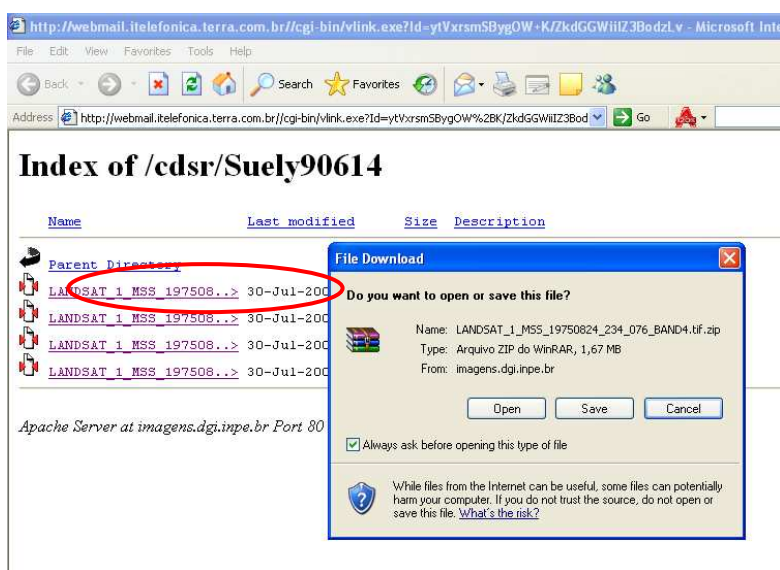 http://webmail.itelefonica.terra.com.br//cgi-bin/vlink.exe?Id=ytVxrsmSBygOW+K/ZkdGGWiiIZ3BodzLv - Microsoft Inte
File Edit View Favorites Tools Help
Back Search Favorites
Address http://webmail.itelefonica.terra.com.br//cgi-bin/vlink.exe?Id=ytVxrsmSBygOW%2BK/ZkdGGWiiIZ3Bod Go
Index of /cdsr/Suely90614
Name Last modified Size Description
Parent Directory
LANDSAT_1_MSS_197508..> 30-Jul-200
LANDSAT_1_MSS_197508..> 30-Jul-200
LANDSAT_1_MSS_197508..> 30-Jul-200
LANDSAT_1_MSS_197508..> 30-Jul-200
Apache Server at imagens.dgi.inpe.br Port 80
File Download
Do you want to open or save this file?
Name: LANDSAT_1_MSS_19750824_234_076_BAND4.tif.zip
Type: Arquivo ZIP do WinRAR, 1,67 MB
From: imagens.dgi.inpe.br
Open Save Cancel
Always ask before opening this type of file
While files from the Internet can be useful, some files can potentially
harm your computer. If you do not trust the source, do not open or
save this file. What's the risk?